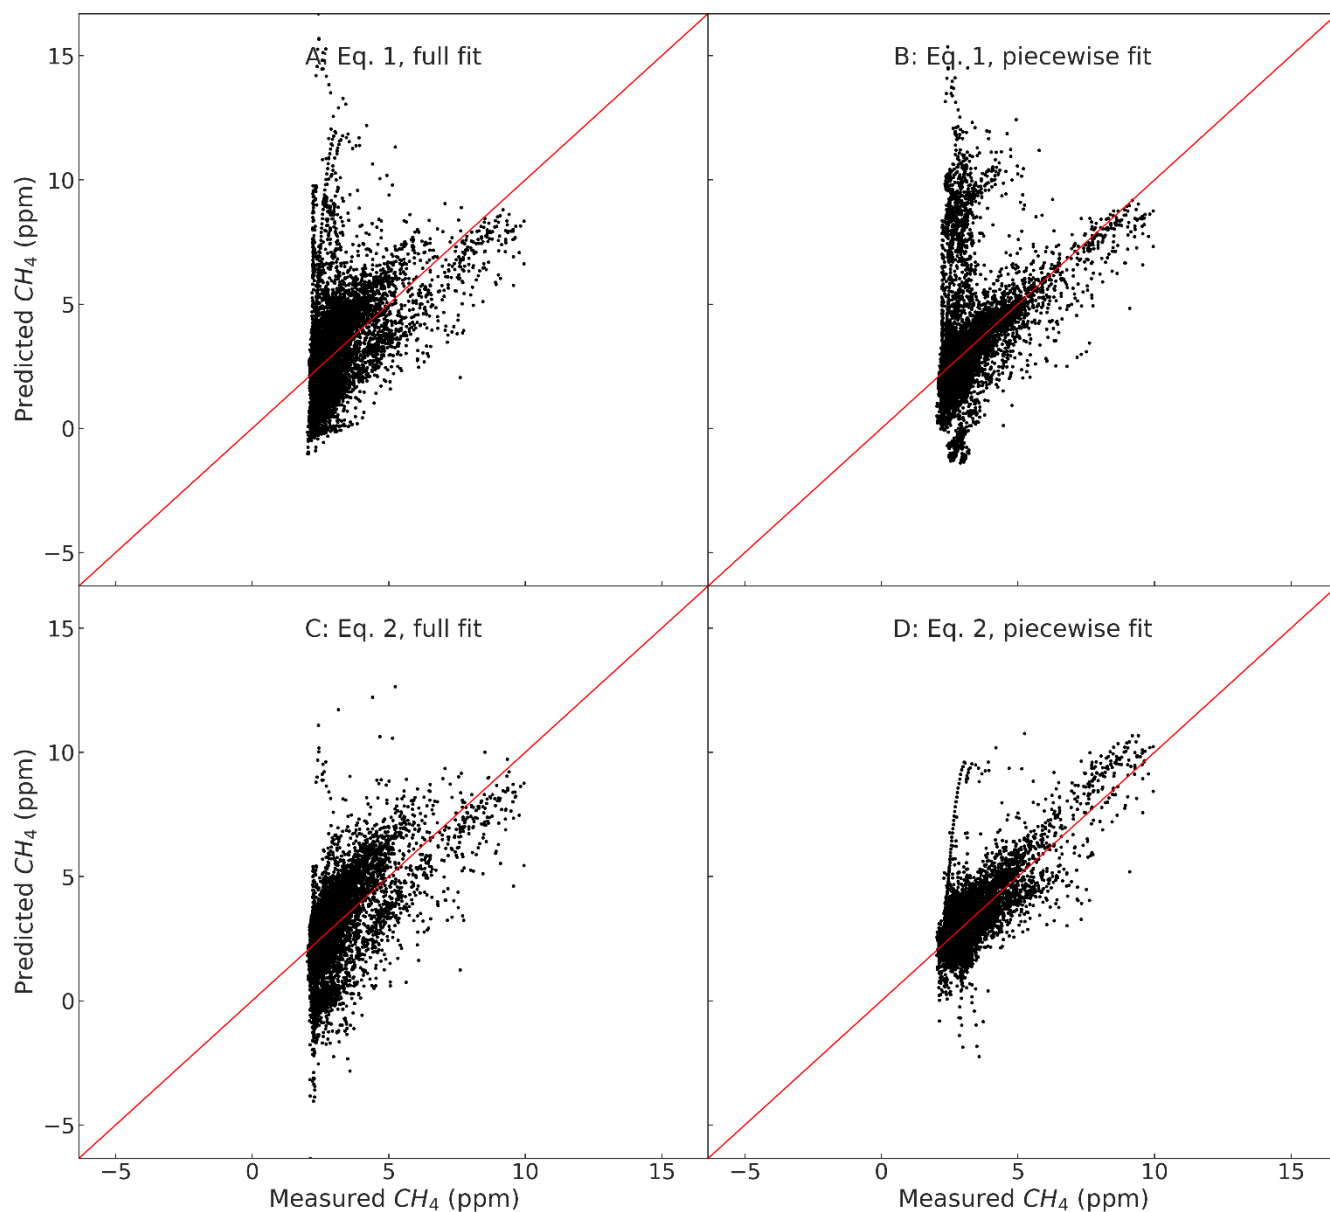 A: Eq. 1, full fit
B: Eq. 1, piecewise fit
15
10
5
0
−5
Predicted CH₄ (ppm)
C: Eq. 2, full fit
D: Eq. 2, piecewise fit
15
10
5
0
−5
Predicted CH₄ (ppm)
−5 0 5 10 15
−5 0 5 10 15
Measured CH₄ (ppm)
Measured CH₄ (ppm)